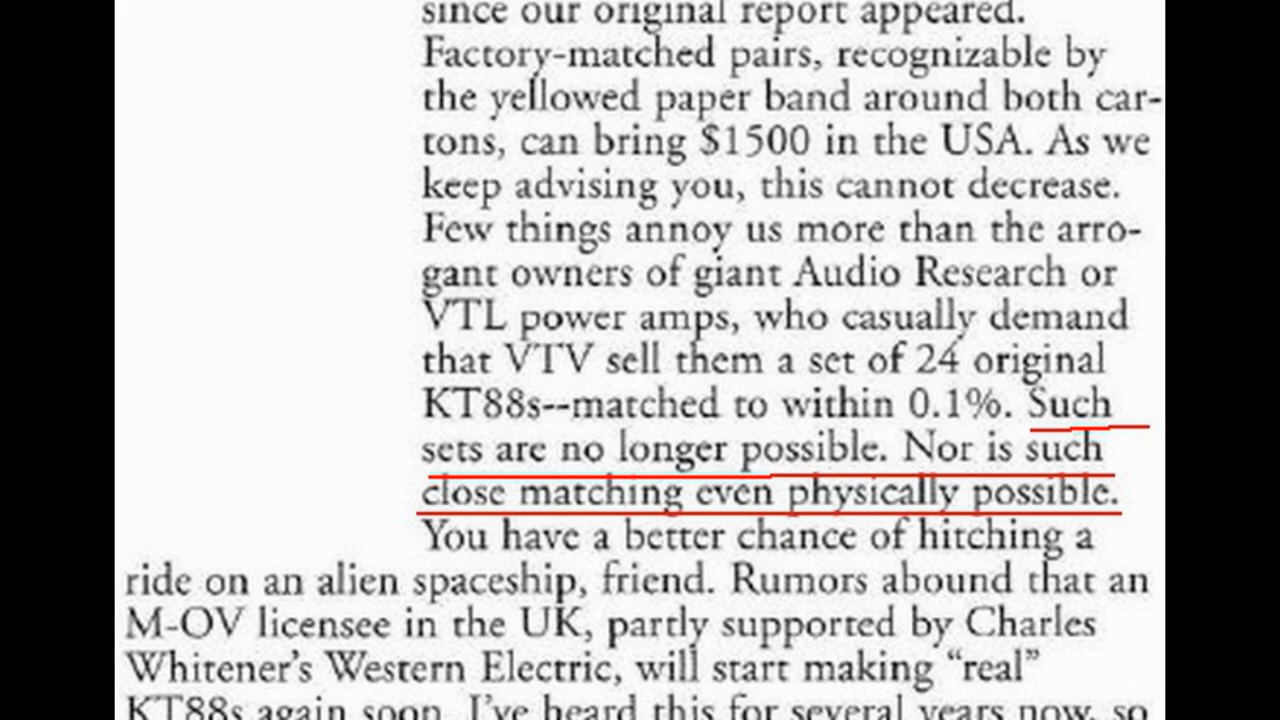 since our original report appeared.
Factory-matched pairs, recognizable by
the yellowed paper band around both car-
tons, can bring $1500 in the USA. As we
keep advising you, this cannot decrease.
Few things annoy us more than the arro-
gant owners of giant Audio Research or
VTL power amps, who casually demand
that VTV sell them a set of 24 original
KT88s--matched to within 0.1%. Such
sets are no longer possible. Nor is such
close matching even physically possible.
You have a better chance of hitching a
ride on an alien spaceship, friend. Rumors abound that an
M-OV licensee in the UK, partly supported by Charles
Whitener's Western Electric, will start making “real”
KT88s again soon. I've heard this for several years now, so